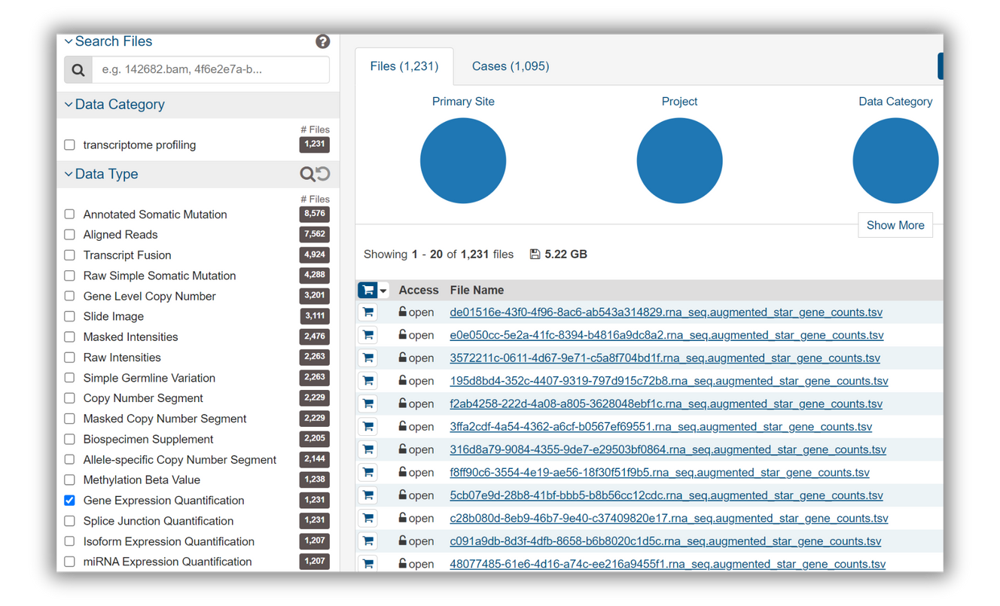 Search Files
?
e.g. 142682.bam, 4f6e2e7a-b...
Data Category
# Files
transcriptome profiling 1,231
Data Type
# Files
Annotated Somatic Mutation 8,576
Aligned Reads 7,562
Transcript Fusion 4,924
Raw Simple Somatic Mutation 4,288
Gene Level Copy Number 3,201
Slide Image 3,111
Masked Intensities 2,476
Raw Intensities 2,263
Simple Germline Variation 2,263
Copy Number Segment 2,229
Masked Copy Number Segment 2,229
Biospecimen Supplement 2,205
Allele-specific Copy Number Segment 2,144
Methylation Beta Value 1,238
Gene Expression Quantification 1,231
Splice Junction Quantification 1,231
Isoform Expression Quantification 1,207
miRNA Expression Quantification 1,207
Files (1,231) Cases (1,095)
Primary Site Project Data Category
Show More
Showing 1 - 20 of 1,231 files 5.22 GB
Access File Name
open de01516e-43f0-4f96-8ac6-ab543a314829.rna_seq.augmented_star_gene_counts.tsv
open e0e050cc-5e2a-41fc-8394-b4816a9dc8a2.rna_seq.augmented_star_gene_counts.tsv
open 3572211c-0611-4d67-9e71-c5a8f704bd1f.rna_seq.augmented_star_gene_counts.tsv
open 195d8bd4-352c-4407-9319-797d915c72b8.rna_seq.augmented_star_gene_counts.tsv
open f2ab4258-222d-4a08-a805-3628048ebf1c.rna_seq.augmented_star_gene_counts.tsv
open 3ffa2cdf-4a54-4362-a6cf-b0567ef69551.rna_seq.augmented_star_gene_counts.tsv
open 316d8a79-9084-4355-9de7-e29503bf0864.rna_seq.augmented_star_gene_counts.tsv
open f8ff90c6-3554-4e19-ae56-18f30f51f9b5.rna_seq.augmented_star_gene_counts.tsv
open 5cb07e9d-28b8-41bf-bbb5-b8b56cc12cdc.rna_seq.augmented_star_gene_counts.tsv
open c28b080d-8eb9-46b7-9e40-c37409820e17.rna_seq.augmented_star_gene_counts.tsv
open c091a9db-8d3f-4dfb-8658-b6b8020c1d5c.rna_seq.augmented_star_gene_counts.tsv
open 48077485-61e6-4d16-a74c-ee216a9455f1.rna_seq.augmented_star_gene_counts.tsv